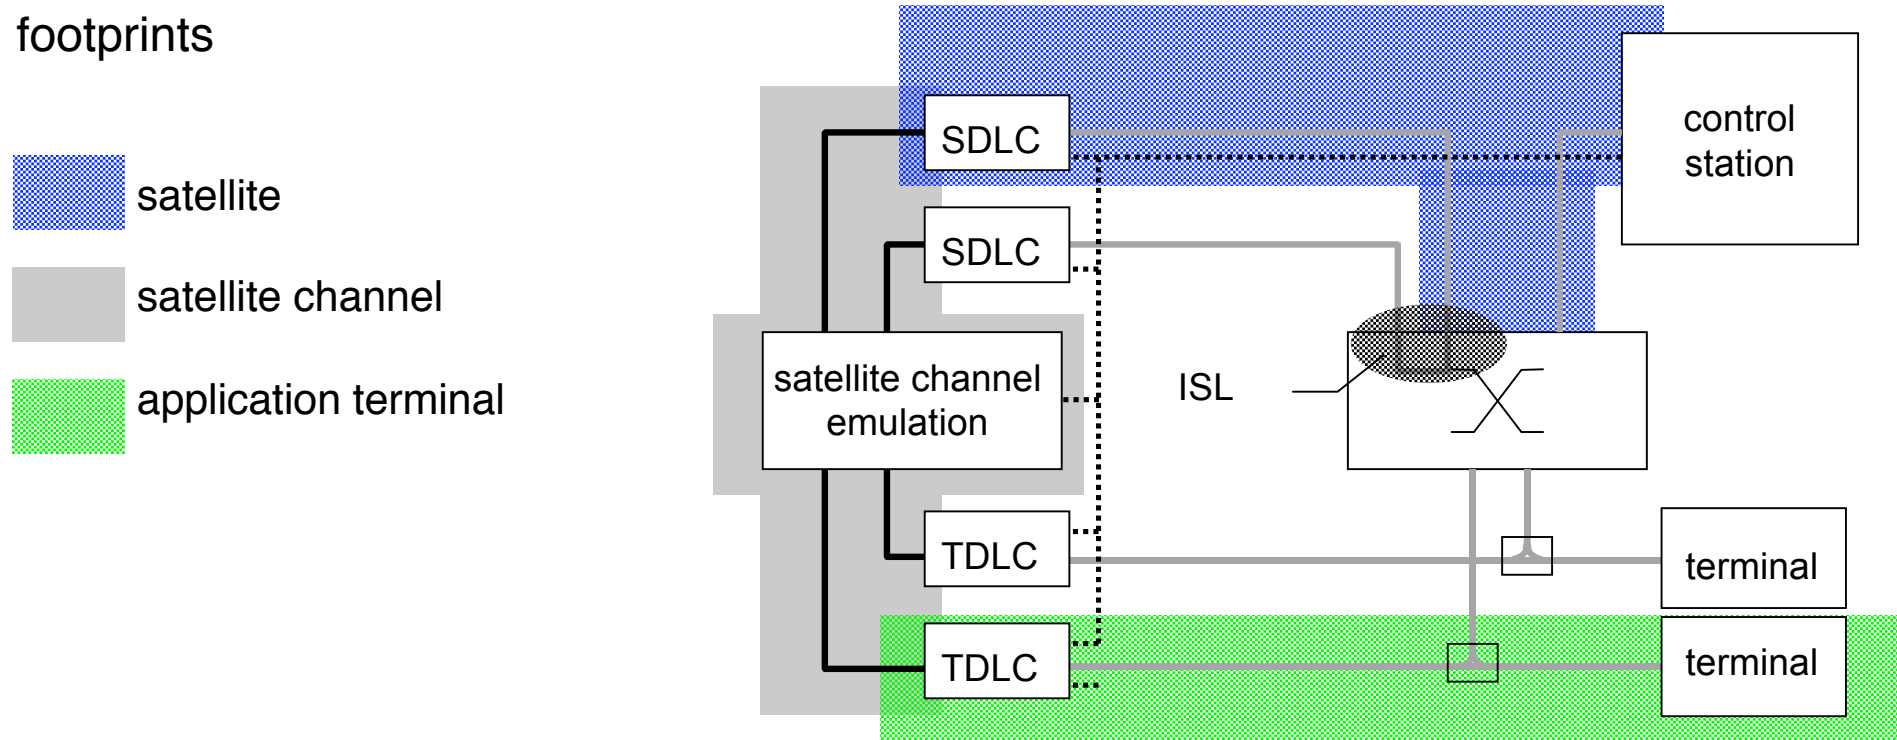 footprints
satellite
satellite channel
application terminal
SDLC
control
station
SDLC
satellite channel
emulation
ISL
TDLC
terminal
TDLC
terminal